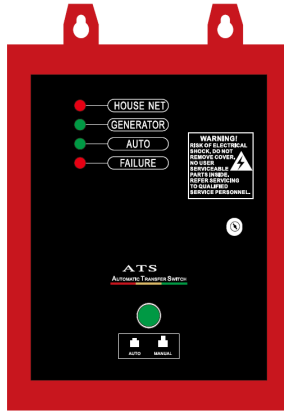 HOUSE NET
GENERATOR
AUTO
FAILURE
WARNING!
RISK OF ELECTRICAL
SHOCK, DO NOT
REMOVE COVER,
NO USER
SERVICEABLE
PARTS INSIDE.
REFER SERVICING
TO QUALIFIED
SERVICE PERSONNEL.
ATS
AUTOMATIC TRANSFER SWITCH
AUTO MANUAL